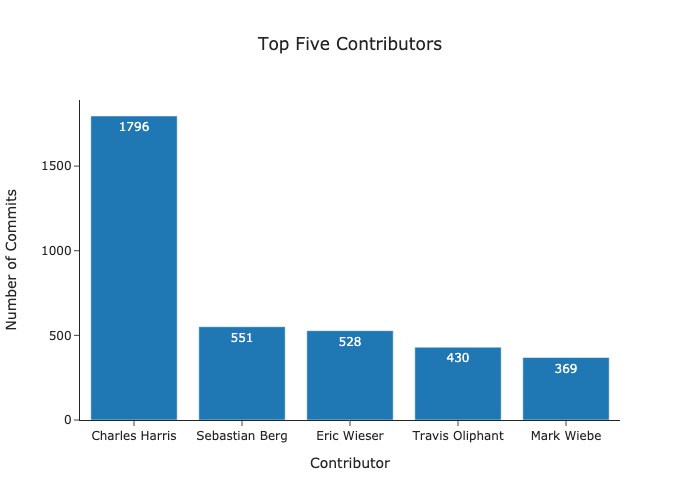 Top Five Contributors
Number of Commits
1500
1000
500
0
1796
551
528
430
369
Charles Harris
Sebastian Berg
Eric Wieser
Travis Oliphant
Mark Wiebe
Contributor